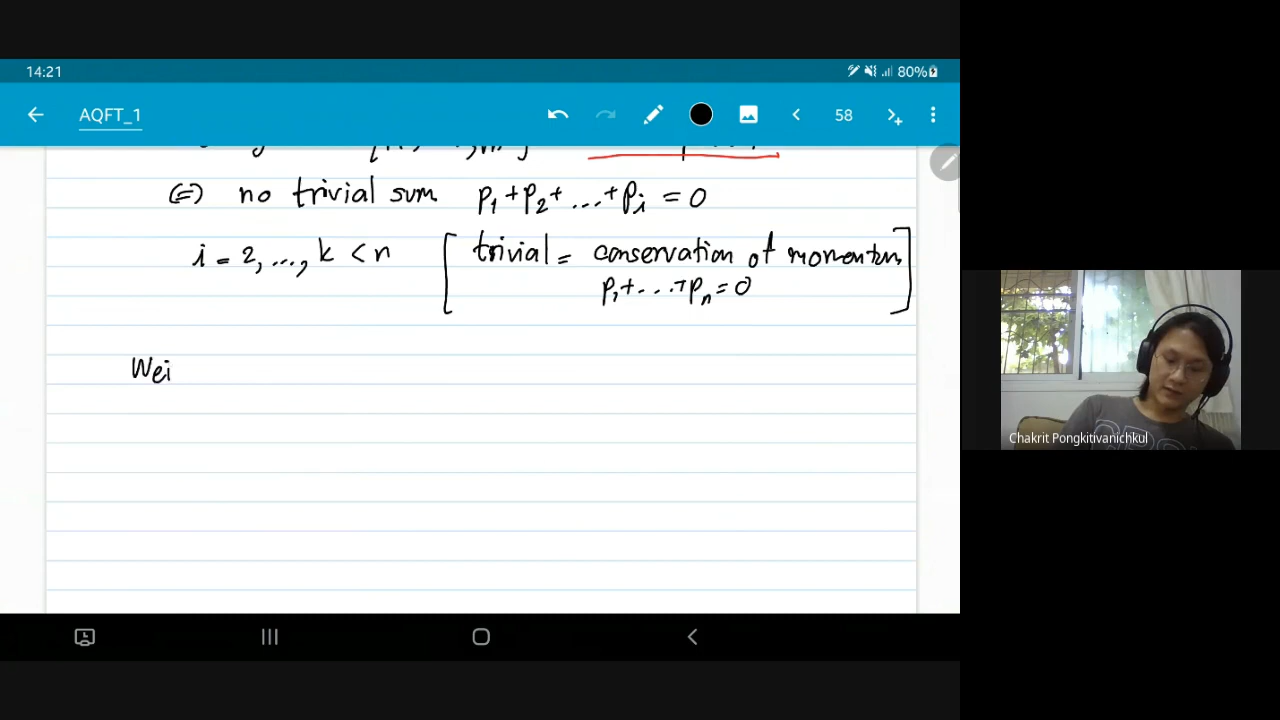 14:21
80%
AQFT_1
58
(⇐) no trivial sum p₁+p₂+...+pᵢ = 0
i = 2, ..., k < n [ trivial = conservation of momentum
p₁+...+pₙ = 0 ]
Wei
Chakrit Pongkitivanichkul